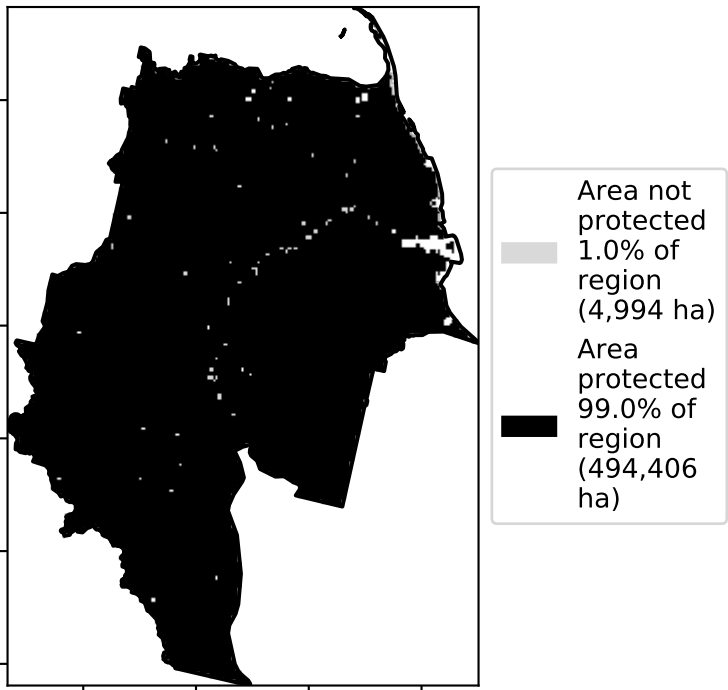 Area not
protected
1.0% of
region
(4,994 ha)
Area
protected
99.0% of
region
(494,406
ha)